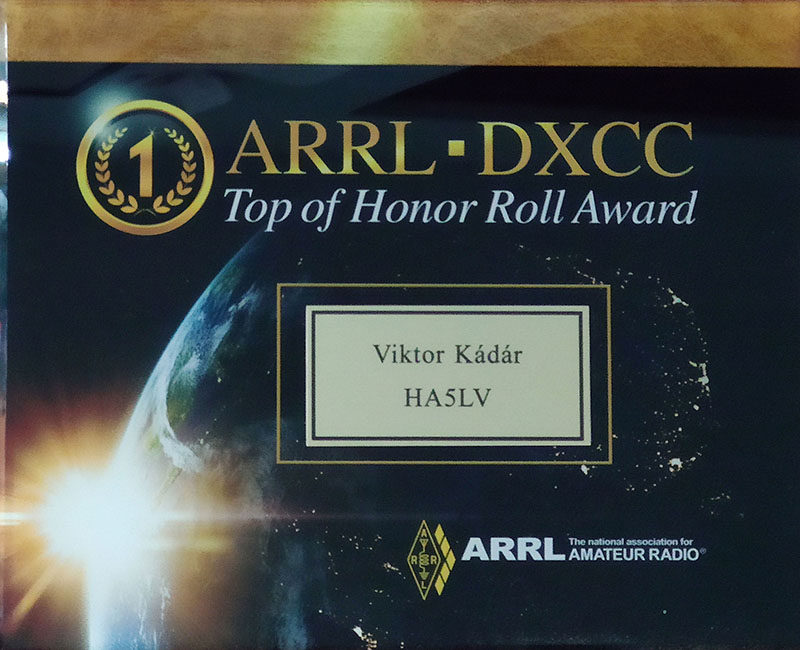 1
ARRL ▪ DXCC
Top of Honor Roll Award
Viktor Kádár
HA5LV
A
R R
L
ARRL The national association for
AMATEUR RADIO®